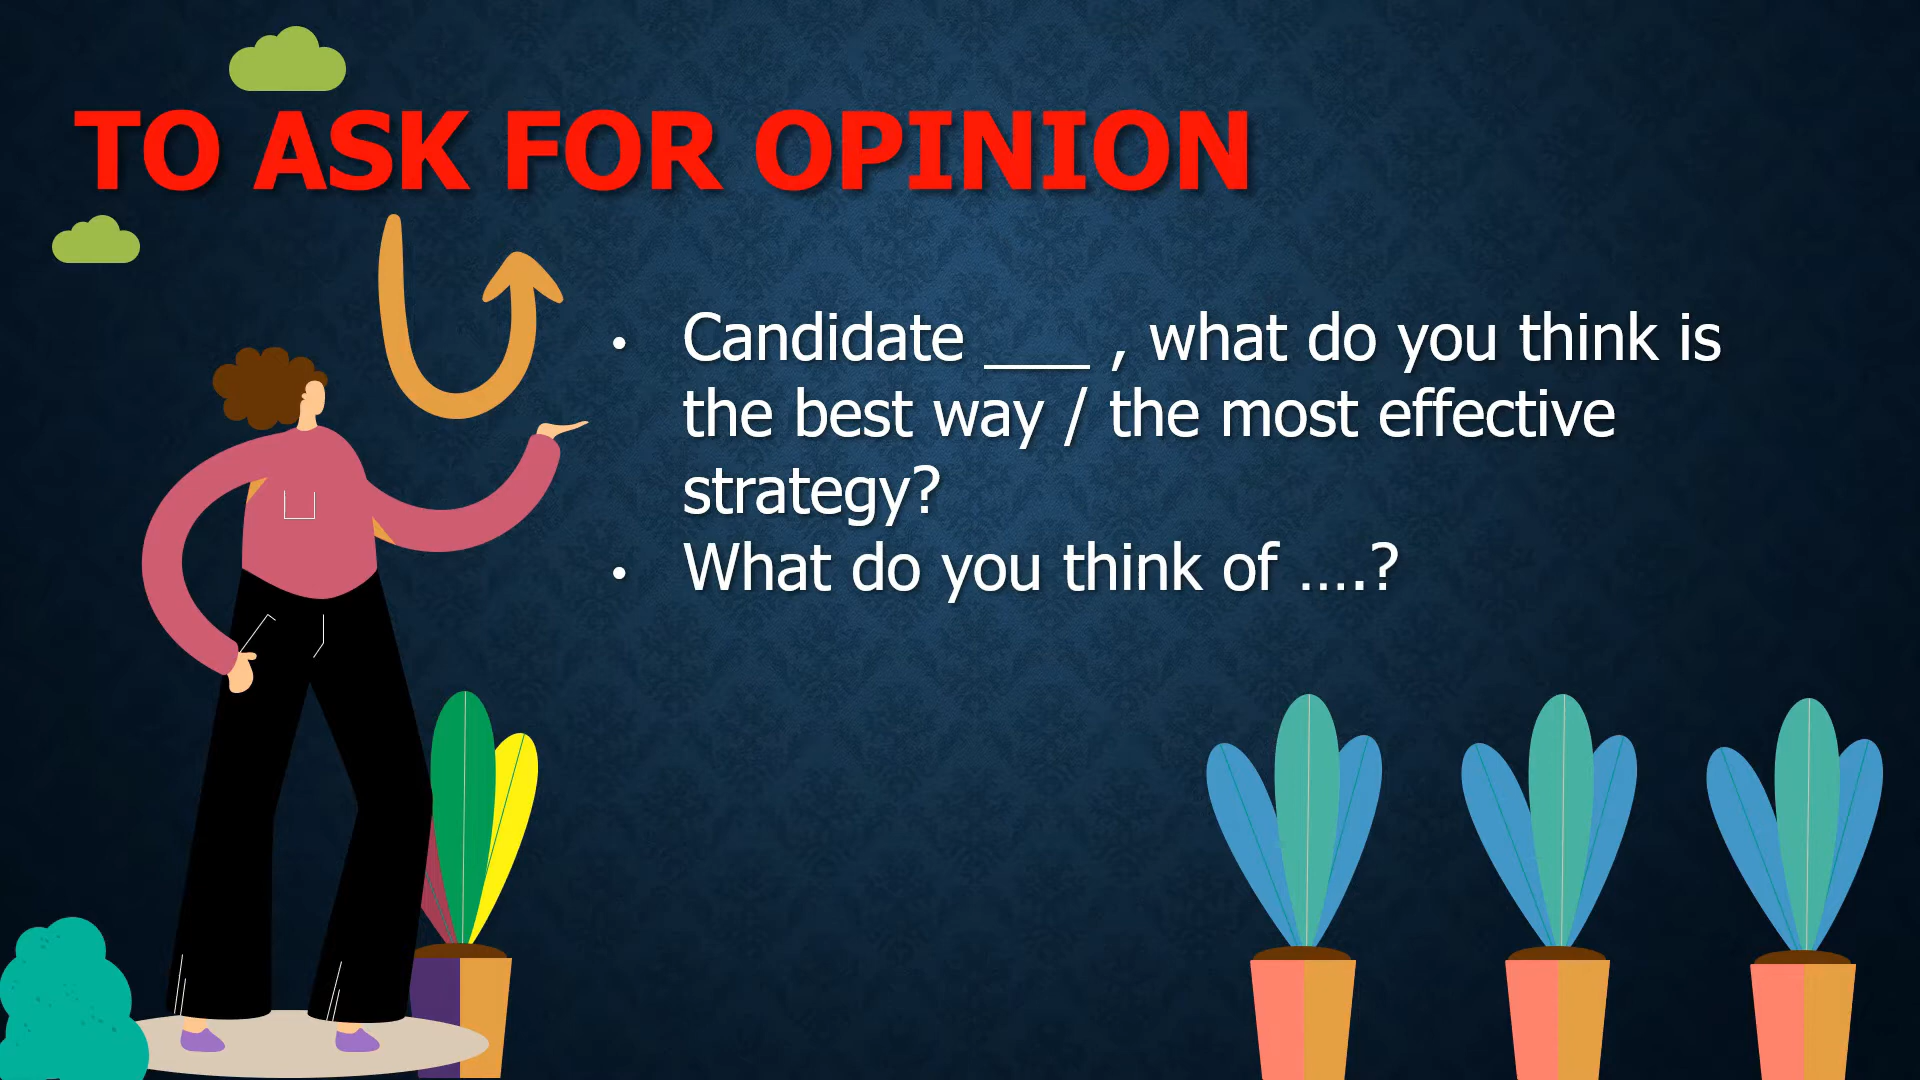 TO ASK FOR OPINION
• Candidate ___ , what do you think is
the best way / the most effective
strategy?
• What do you think of ....?